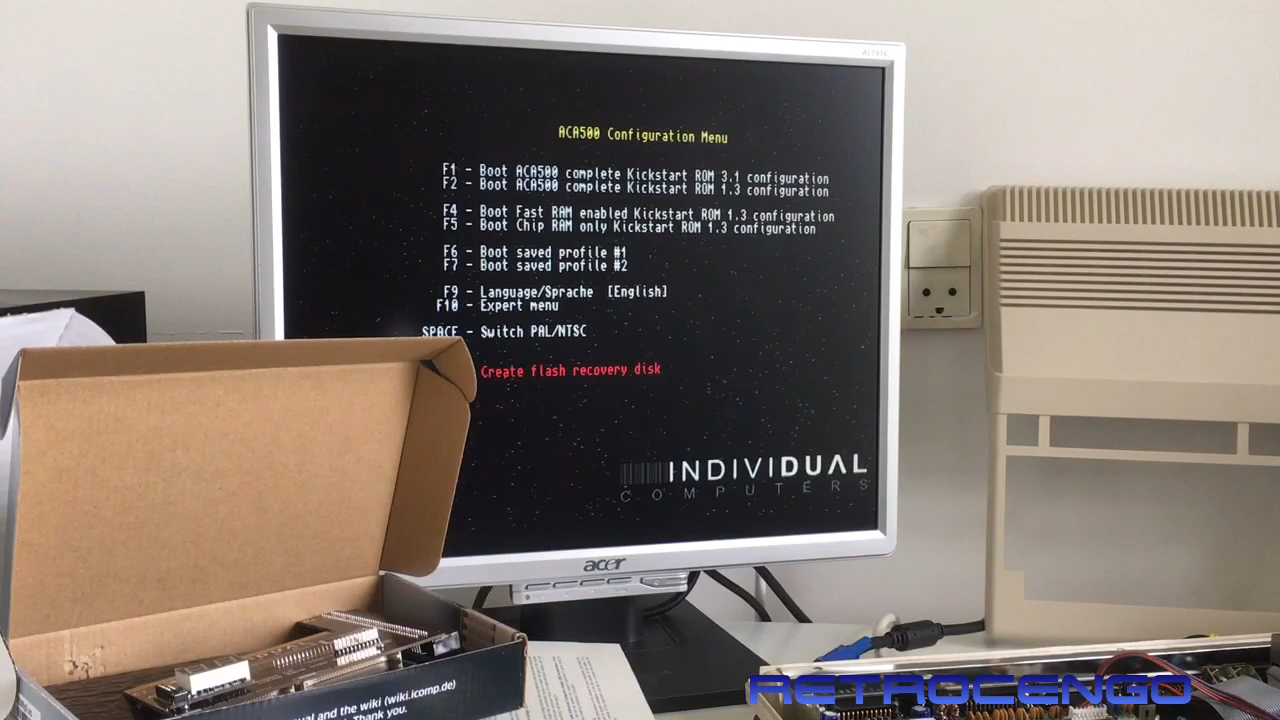 AL1916
ACA500 Configuration Menu
F1 - Boot ACA500 complete Kickstart ROM 3.1 configuration
F2 - Boot ACA500 complete Kickstart ROM 1.3 configuration
F4 - Boot Fast RAM enabled Kickstart ROM 1.3 configuration
F5 - Boot Chip RAM only Kickstart ROM 1.3 configuration
F6 - Boot saved profile #1
F7 - Boot saved profile #2
F9 - Language/Sprache [English]
F10 - Expert menu
SPACE - Switch PAL/NTSC
Create flash recovery disk
INDIVIDUAL
COMPUTERS
acer
ual and the wiki (wiki.icomp.de)
Thank you.
RETROCENGO